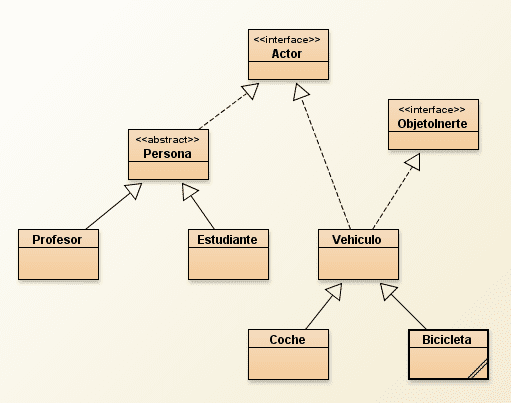 <<interface>>
Actor
<<interface>>
ObjetoInerte
<<abstract>>
Persona
Profesor
Estudiante
Vehiculo
Coche
Bicicleta